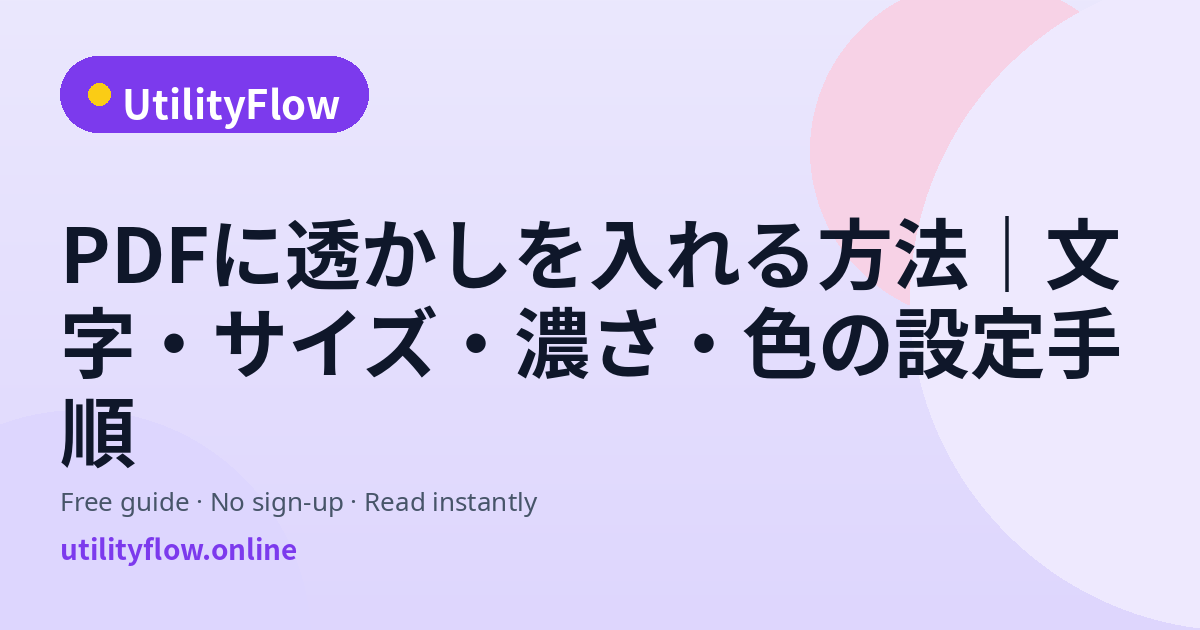 UtilityFlow
PDFに透かしを入れる方法｜文
字・サイズ・濃さ・色の設定手
順
Free guide · No sign-up · Read instantly
utilityflow.online